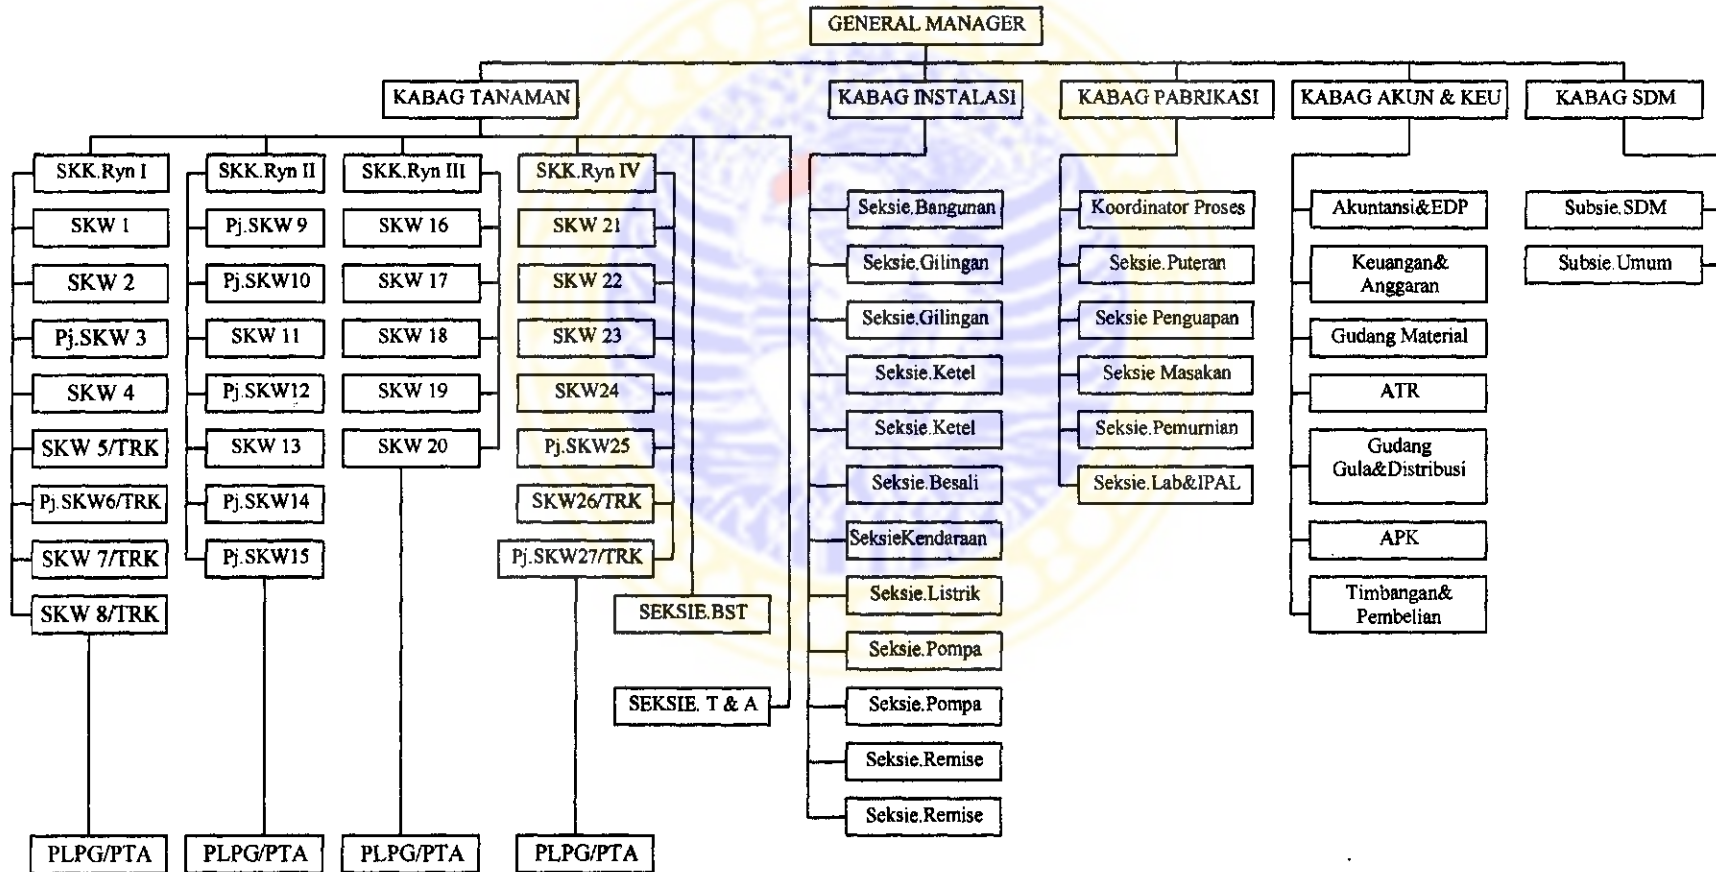 GENERAL MANAGER
KABAG TANAMAN
KABAG INSTALASI
KABAG PABRIKASI
KABAG AKUN & KEU
KABAG SDM
SKK.Ryn I
SKW 1
SKW 2
Pj.SKW 3
SKW 4
SKW 5/TRK
Pj.SKW6/TRK
SKW 7/TRK
SKW 8/TRK
PLPG/PTA
SKK.Ryn II
Pj.SKW 9
Pj.SKW10
SKW 11
Pj.SKW12
SKW 13
Pj.SKW14
Pj.SKW15
PLPG/PTA
SKK.Ryn III
SKW 16
SKW 17
SKW 18
SKW 19
SKW 20
PLPG/PTA
SKK.Ryn IV
SKW 21
SKW 22
SKW 23
SKW24
Pj.SKW25
SKW26/TRK
Pj.SKW27/TRK
PLPG/PTA
SEKSIE.BST
SEKSIE. T & A
Seksie.Bangunan
Seksie.Gilingan
Seksie.Gilingan
Seksie.Ketel
Seksie.Ketel
Seksie.Besali
SeksieKendaraan
Seksie.Listrik
Seksie.Pompa
Seksie.Pompa
Seksie.Remise
Seksie.Remise
Koordinator Proses
Seksie.Puteran
Seksie Penguapan
Seksie Masakan
Seksie.Pemurnian
Seksie.Lab&IPAL
Akuntansi&EDP
Keuangan&
Anggaran
Gudang Material
ATR
Gudang
Gula&Distribusi
APK
Timbangan&
Pembelian
Subsie.SDM
Subsie.Umum